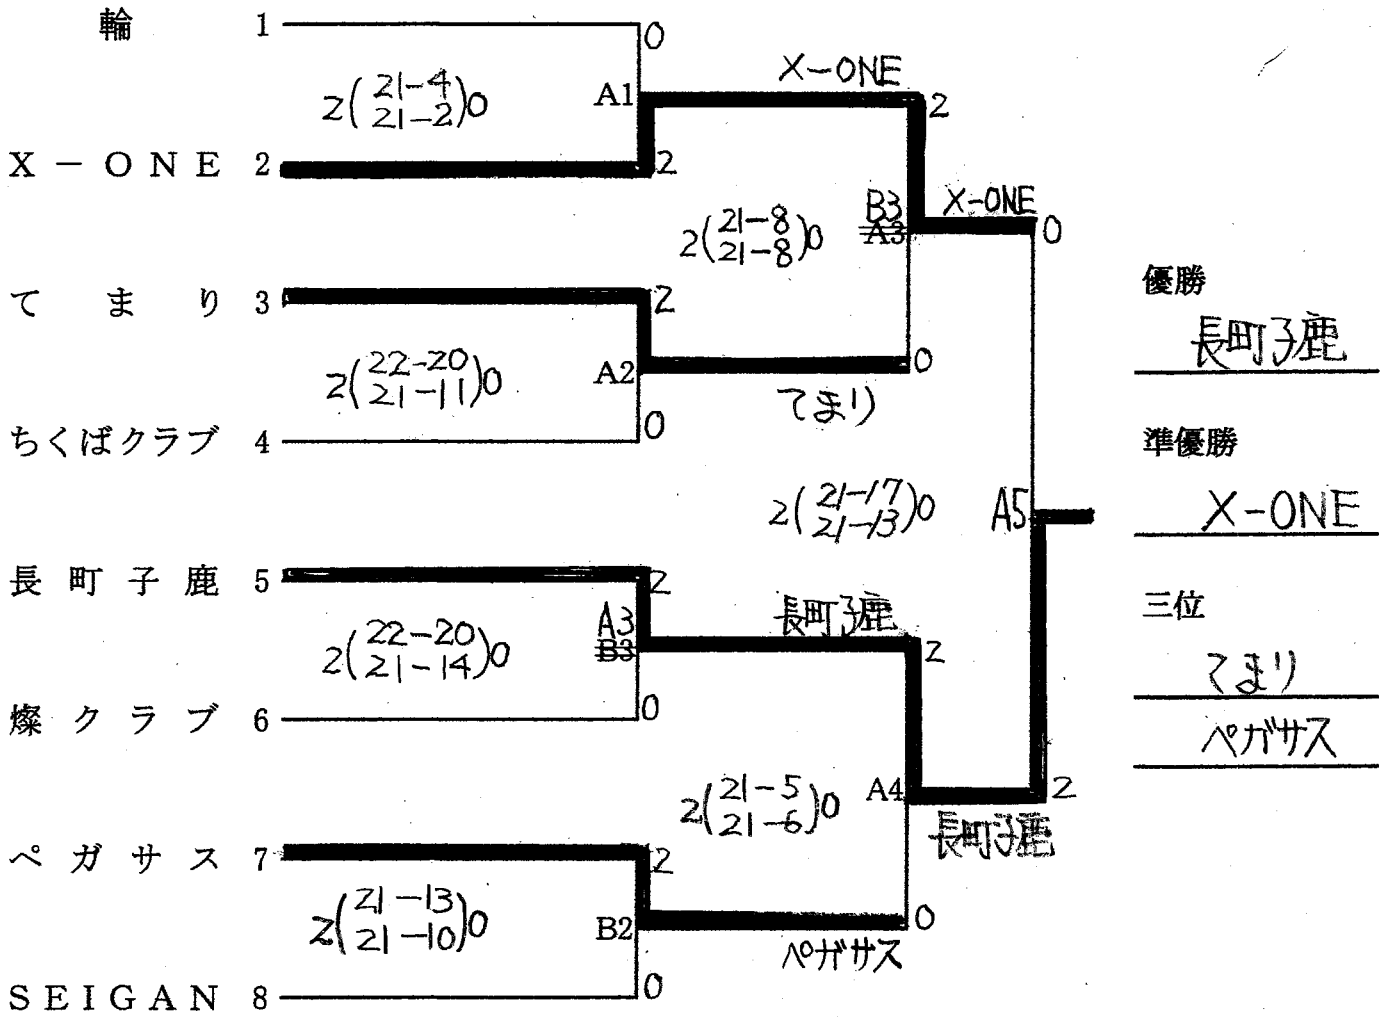 輪 1
0
X-ONE
2(21-4
21-2)0
A1
2
X－ONE 2
2
B3
A3
X-ONE
0
2(21-8
21-8)0
優勝
長町子鹿
てまり 3
2
2(22-20
21-11)0
A2
0
てまり
ちくばクラブ 4
0
準優勝
X-ONE
2(21-17
21-13)0
A5
長町子鹿 5
2
三位
てまり
ペガサス
A3
B3
長町子鹿
2
2(22-20
21-14)0
燦クラブ 6
0
2(21-5
21-6)0
A4
2
長町子鹿
ペガサス 7
2
2(21-13
21-10)0
B2
0
ペガサス
SEIGAN 8
0